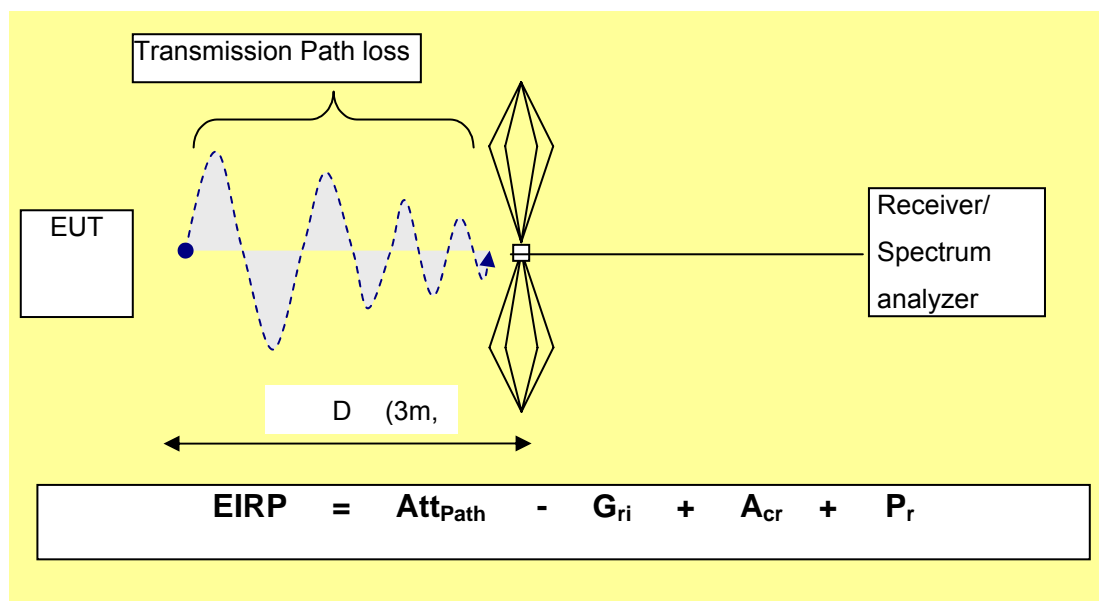 Transmission Path loss
EUT
Receiver/
Spectrum
analyzer
D (3m,
EIRP = Att_Path - G_ri + A_cr + P_r